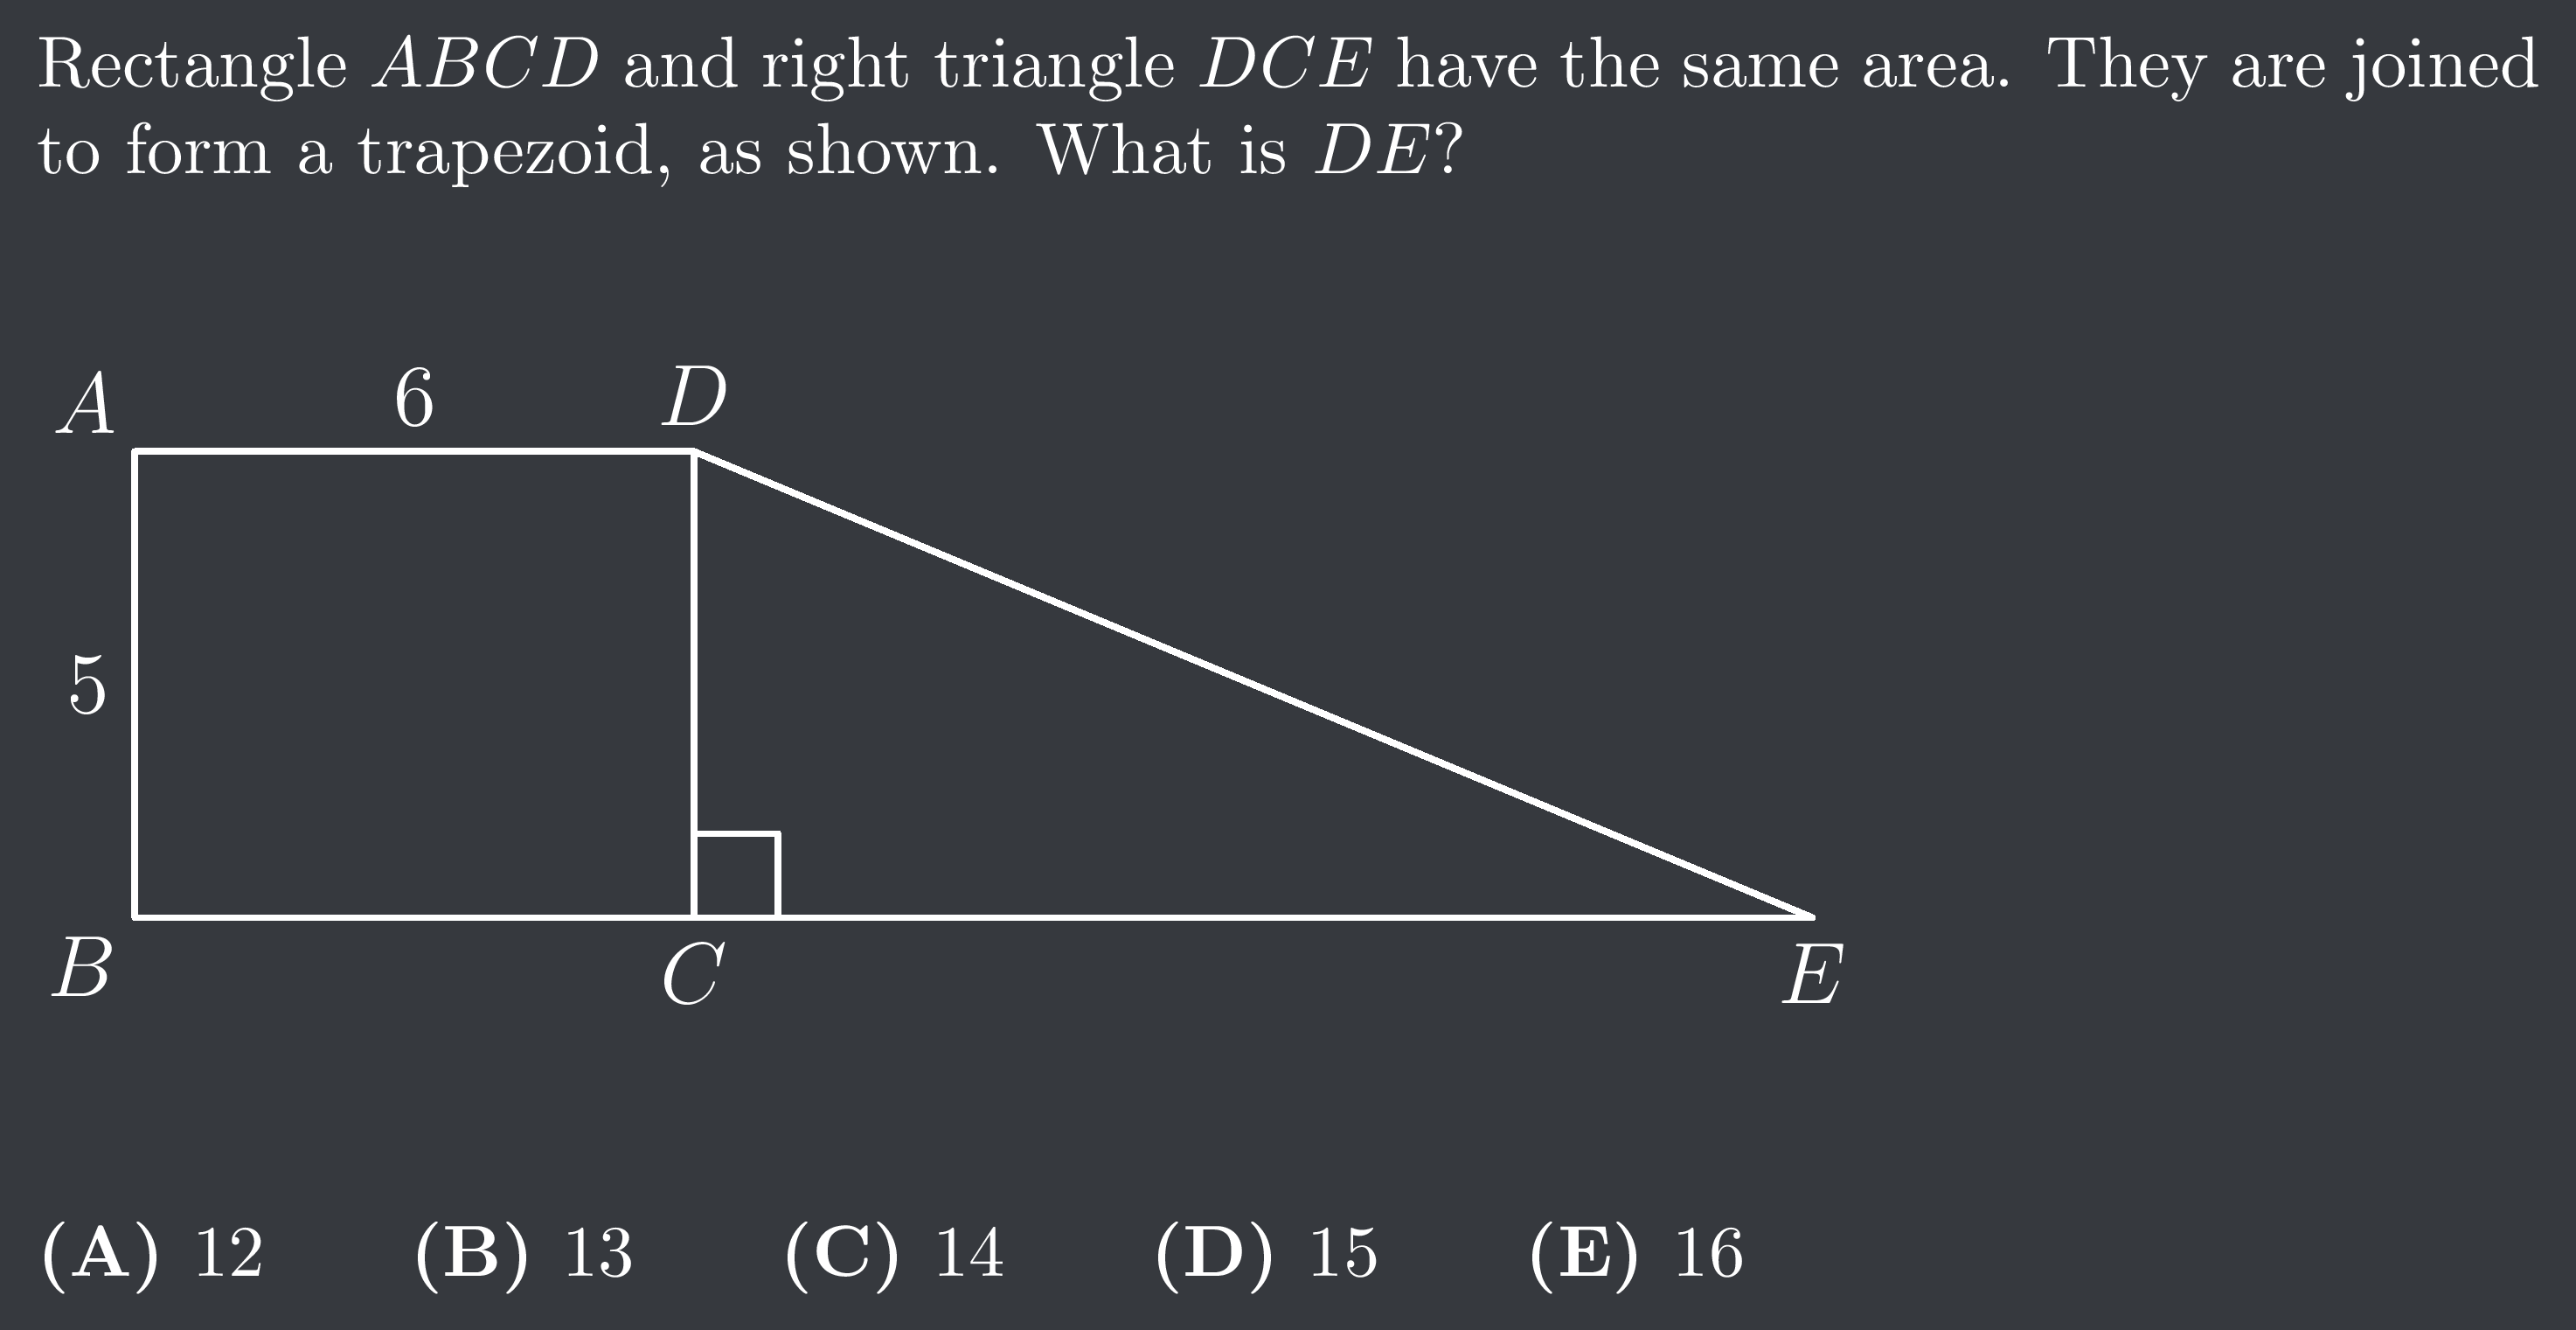 Rectangle ABCD and right triangle DCE have the same area. They are joined
to form a trapezoid, as shown. What is DE?
A 6 D
5
B C E
(A) 12 (B) 13 (C) 14 (D) 15 (E) 16